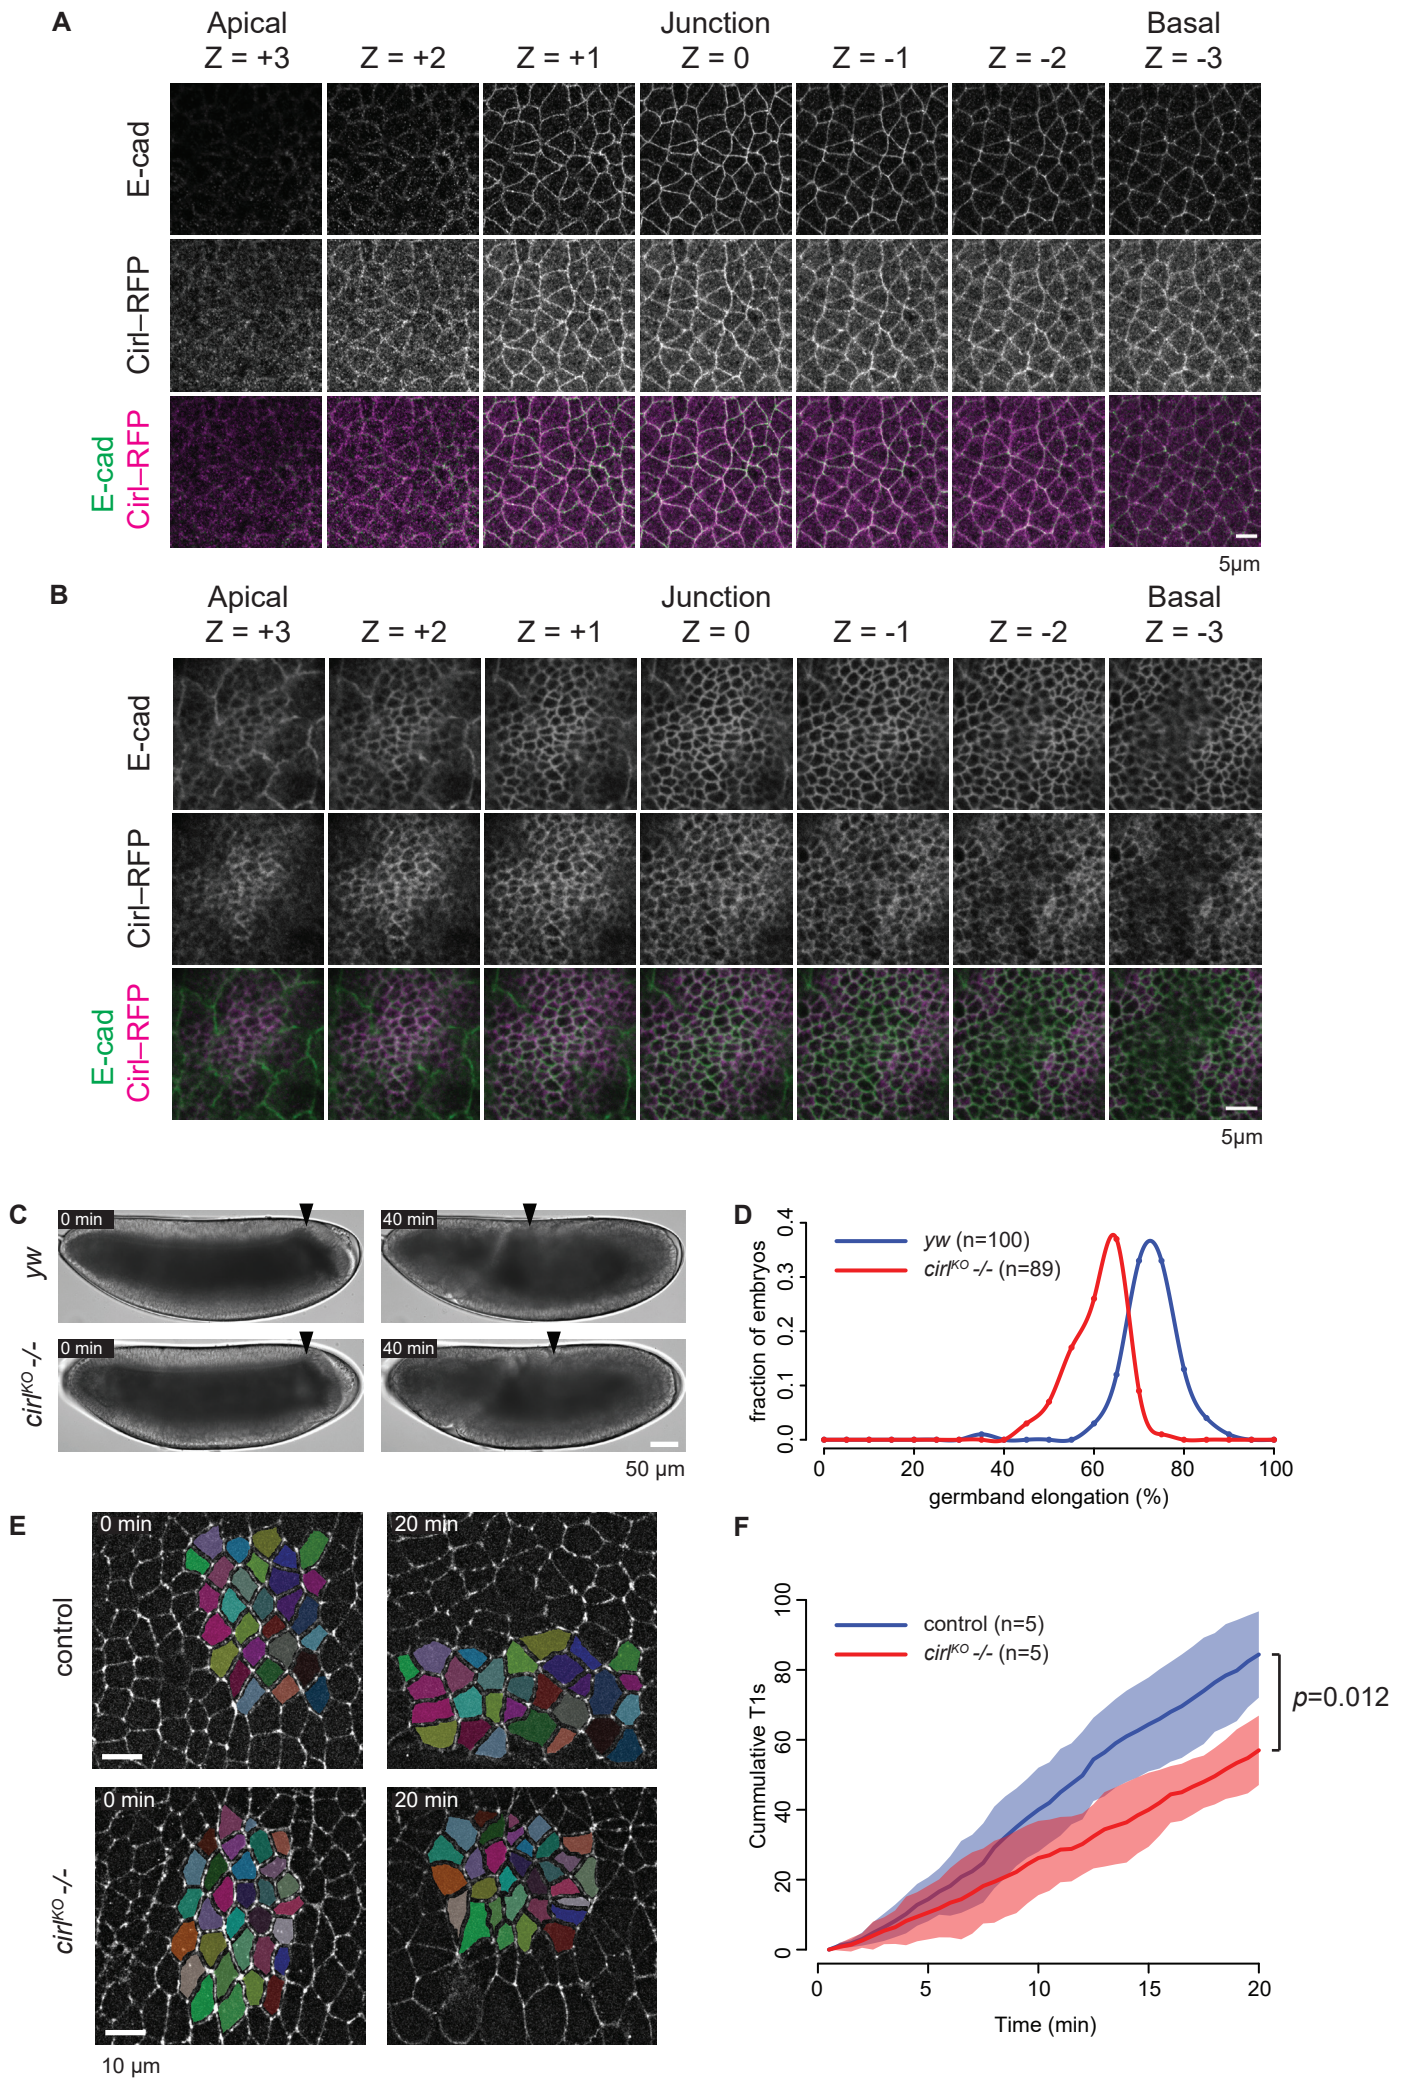 A
Apical Junction Basal
Z = +3 Z = +2 Z = +1 Z = 0 Z = -1 Z = -2 Z = -3
E-cad
Cirl–RFP
E-cad
Cirl–RFP
5µm
B
Apical Junction Basal
Z = +3 Z = +2 Z = +1 Z = 0 Z = -1 Z = -2 Z = -3
E-cad
Cirl–RFP
E-cad
Cirl–RFP
5µm
C
yw
0 min 40 min
cirlKO -/-
0 min 40 min
50 µm
D
fraction of embryos
0.0 0.1 0.2 0.3 0.4
yw (n=100)
cirlKO -/- (n=89)
0 20 40 60 80 100
germband elongation (%)
E
control
0 min 20 min
cirlKO -/-
0 min 20 min
10 µm
F
Cummulative T1s
0 20 40 60 80 100
control (n=5)
cirlKO -/- (n=5)
p=0.012
0 5 10 15 20
Time (min)